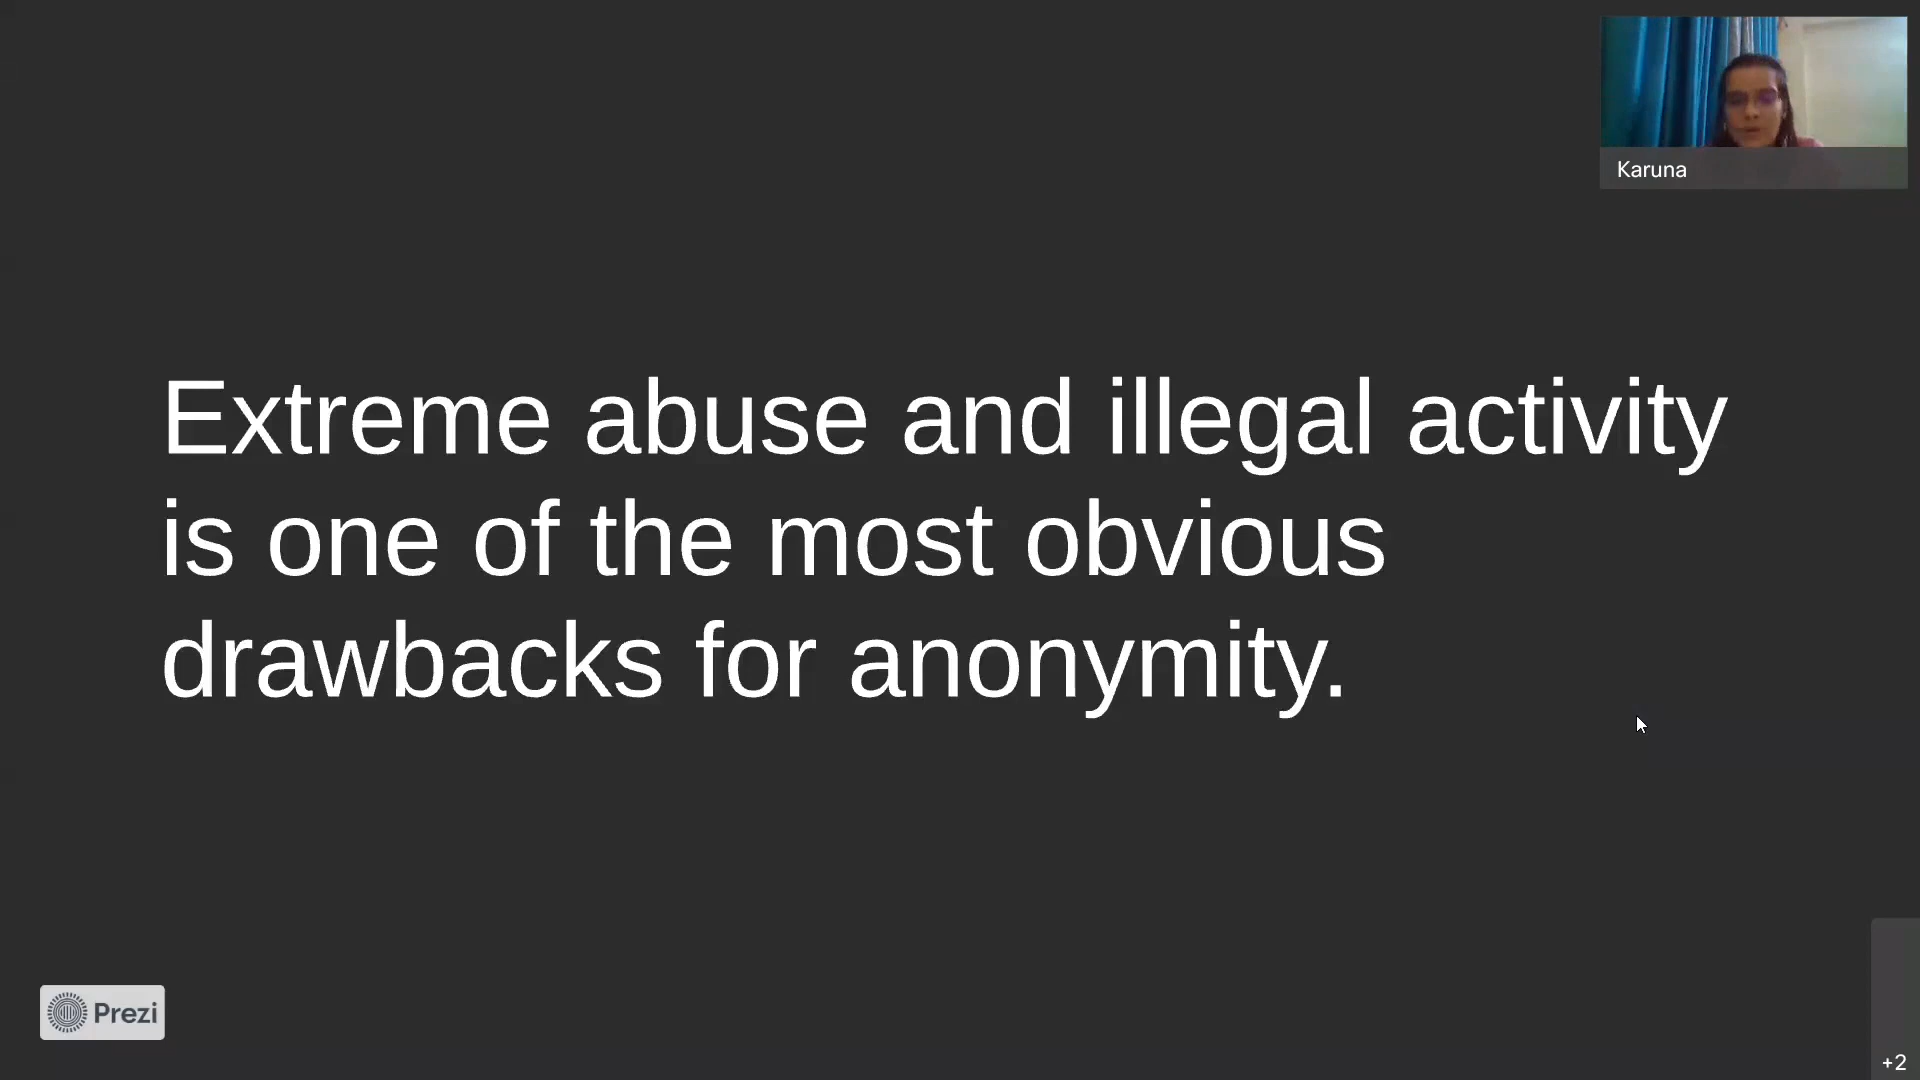 Karuna
Extreme abuse and illegal activity
is one of the most obvious
drawbacks for anonymity.
Prezi
+2